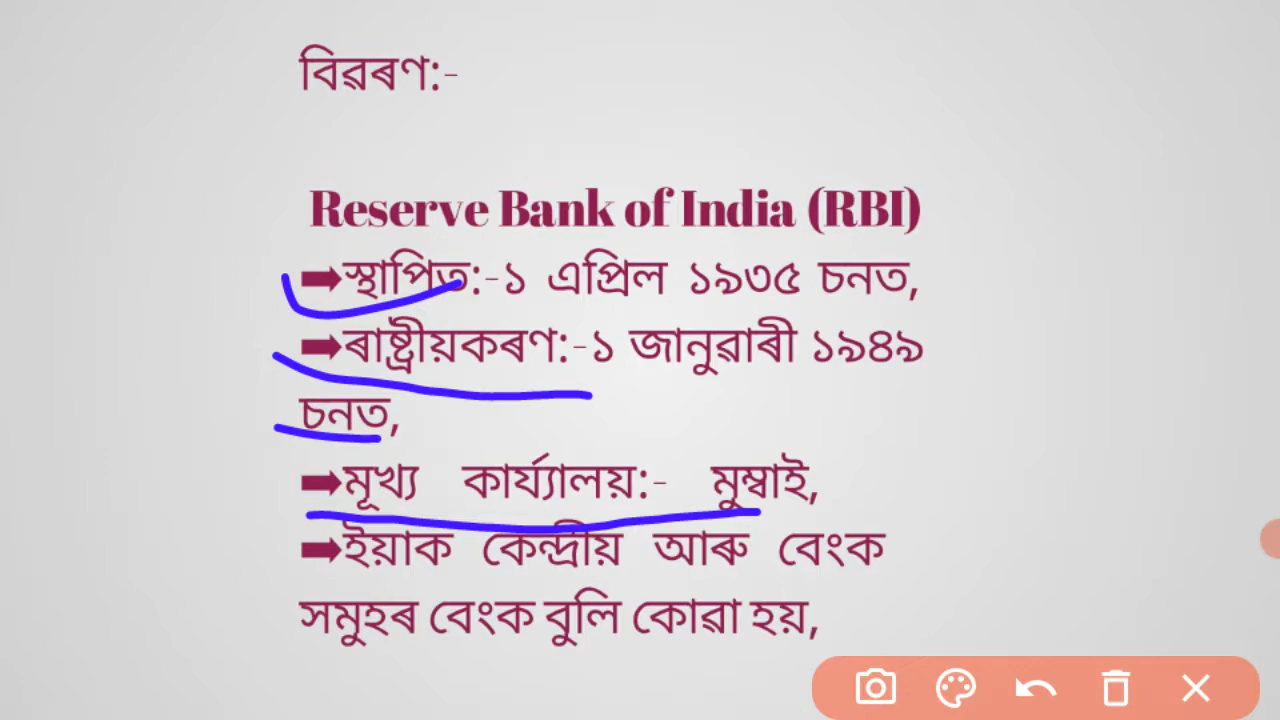 বিৱৰণ:-
Reserve Bank of India (RBI)
➡স্থাপিত:-১ এপ্ৰিল ১৯৩৫ চনত,
➡ৰাষ্ট্ৰীয়কৰণ:-১ জানুৱাৰী ১৯৪৯
চনত,
➡মূখ্য কাৰ্য্যালয়:- মুম্বাই,
➡ইয়াক কেন্দ্ৰীয় আৰু বেংক
সমুহৰ বেংক বুলি কোৱা হয়,